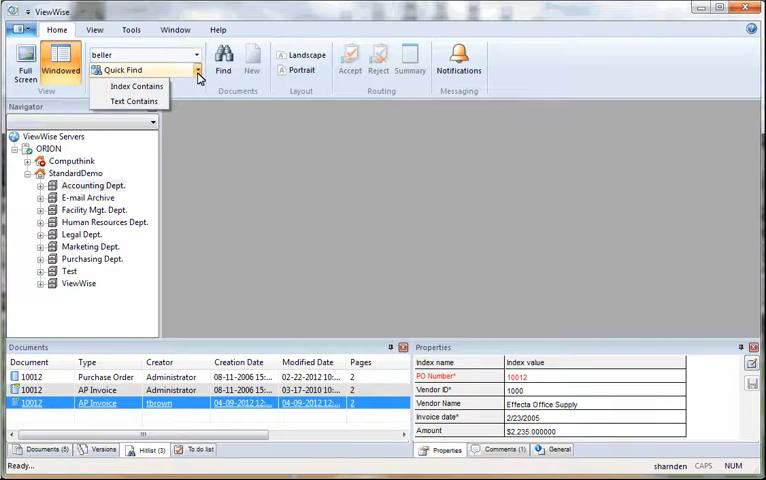 ViewWise
Home View Tools Window Help
beller
Quick Find
Index Contains
Text Contains
Full Screen
Windowed
View
Find
New
Documents
Landscape
Portrait
Layout
Accept
Reject
Summary
Routing
Notifications
Messaging
Navigator
ViewWise Servers
ORION
Computhink
StandardDemo
Accounting Dept.
E-mail Archive
Facility Mgt. Dept.
Human Resources Dept.
Legal Dept.
Marketing Dept.
Purchasing Dept.
Test
ViewWise
Documents
Document Type Creator Creation Date Modified Date Pages
10012 Purchase Order Administrator 08-11-2006 15:... 02-22-2012 10:... 2
10012 AP Invoice Administrator 08-11-2006 15:... 03-17-2010 10:... 2
10012 AP Invoice tbrown 04-09-2012 12:... 04-09-2012 12:... 2
Documents (5) Versions Hitlist (3) To do list
Properties
Index name Index value
PO Number* 10012
Vendor ID* 1000
Vendor Name Effecta Office Supply
Invoice date* 2/23/2005
Amount $2,235.000000
Properties Comments (1) General
Ready... sharnden CAPS NUM